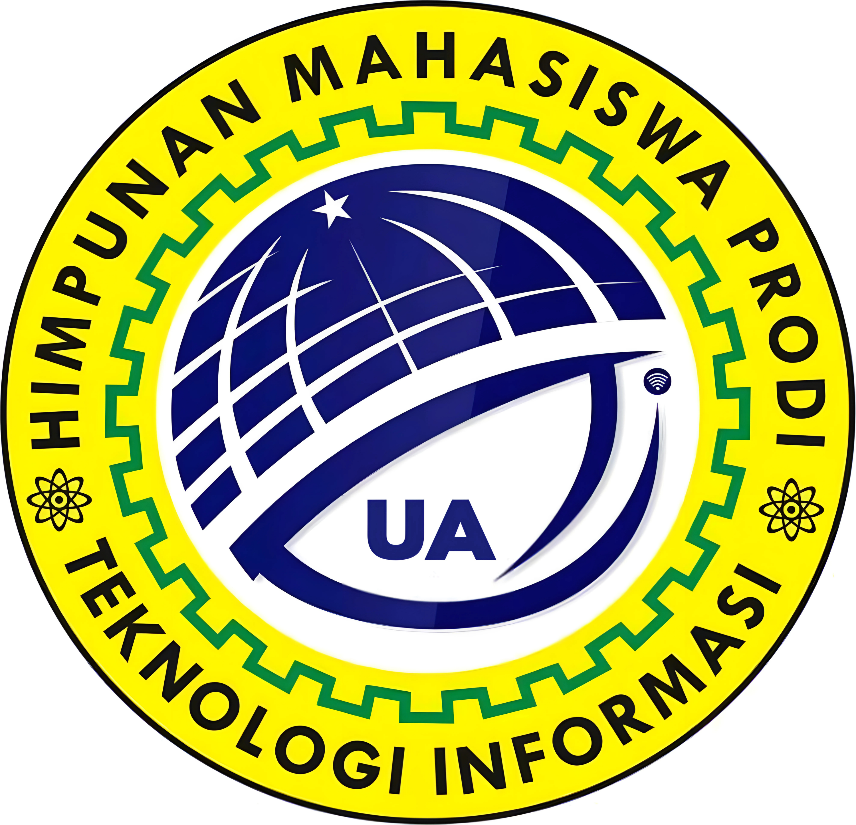 HIMPUNAN MAHASISWA PRODI
UA
TEKNOLOGI INFORMASI